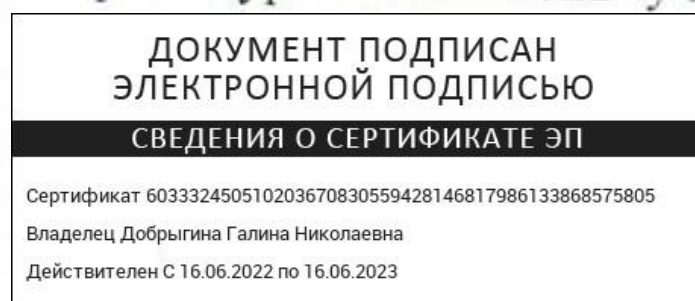 ДОКУМЕНТ ПОДПИСАН
ЭЛЕКТРОННОЙ ПОДПИСЬЮ
СВЕДЕНИЯ О СЕРТИФИКАТЕ ЭП
Сертификат 603332450510203670830559428146817986133868575805
Владелец Добрыгина Галина Николаевна
Действителен С 16.06.2022 по 16.06.2023